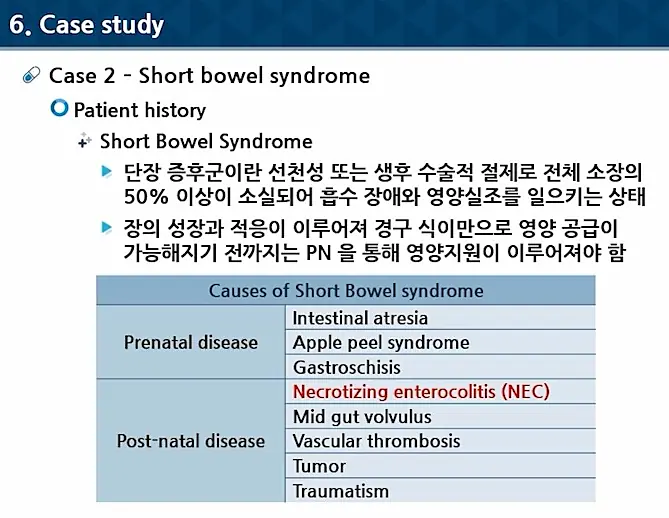 6. Case study
Case 2 - Short bowel syndrome
Patient history
Short Bowel Syndrome
단장 증후군이란 선천성 또는 생후 수술적 절제로 전체 소장의
50% 이상이 소실되어 흡수 장애와 영양실조를 일으키는 상태
장의 성장과 적응이 이루어져 경구 식이만으로 영양 공급이
가능해지기 전까지는 PN 을 통해 영양지원이 이루어져야 함
Causes of Short Bowel syndrome
Prenatal disease
Intestinal atresia
Apple peel syndrome
Gastroschisis
Post-natal disease
Necrotizing enterocolitis (NEC)
Mid gut volvulus
Vascular thrombosis
Tumor
Traumatism